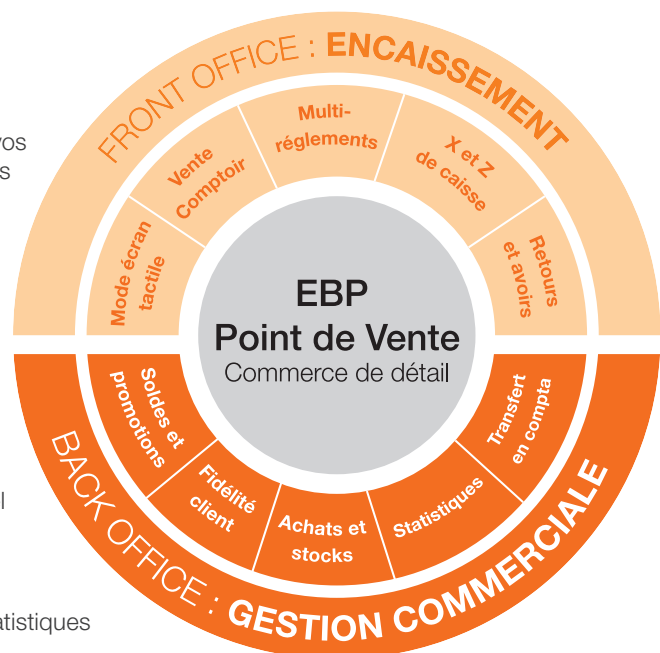 FRONT OFFICE : ENCAISSEMENT
vos
s
Mode écran
tactile
Vente
Comptoir
Multi-
réglements
X et Z
de caisse
Retours
et avoirs
EBP
Point de Vente
Commerce de détail
Soldes et
promotions
Fidélité
client
Achats et
stocks
Statistiques
Transfert
en compta
BACK OFFICE : GESTION COMMERCIALE
l
atistiques